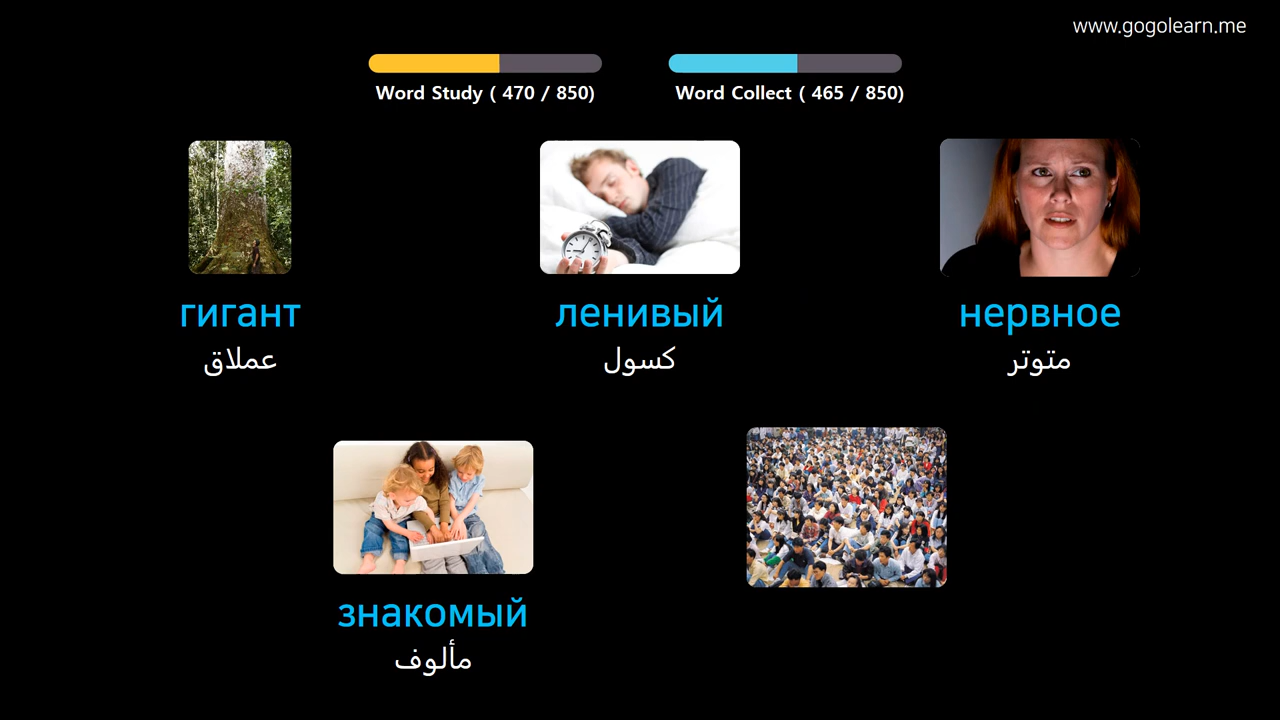 www.gogolearn.me
Word Study ( 470 / 850)
Word Collect ( 465 / 850)
гигант
عملاق
ленивый
كسول
нервное
متوتر
знакомый
مألوف